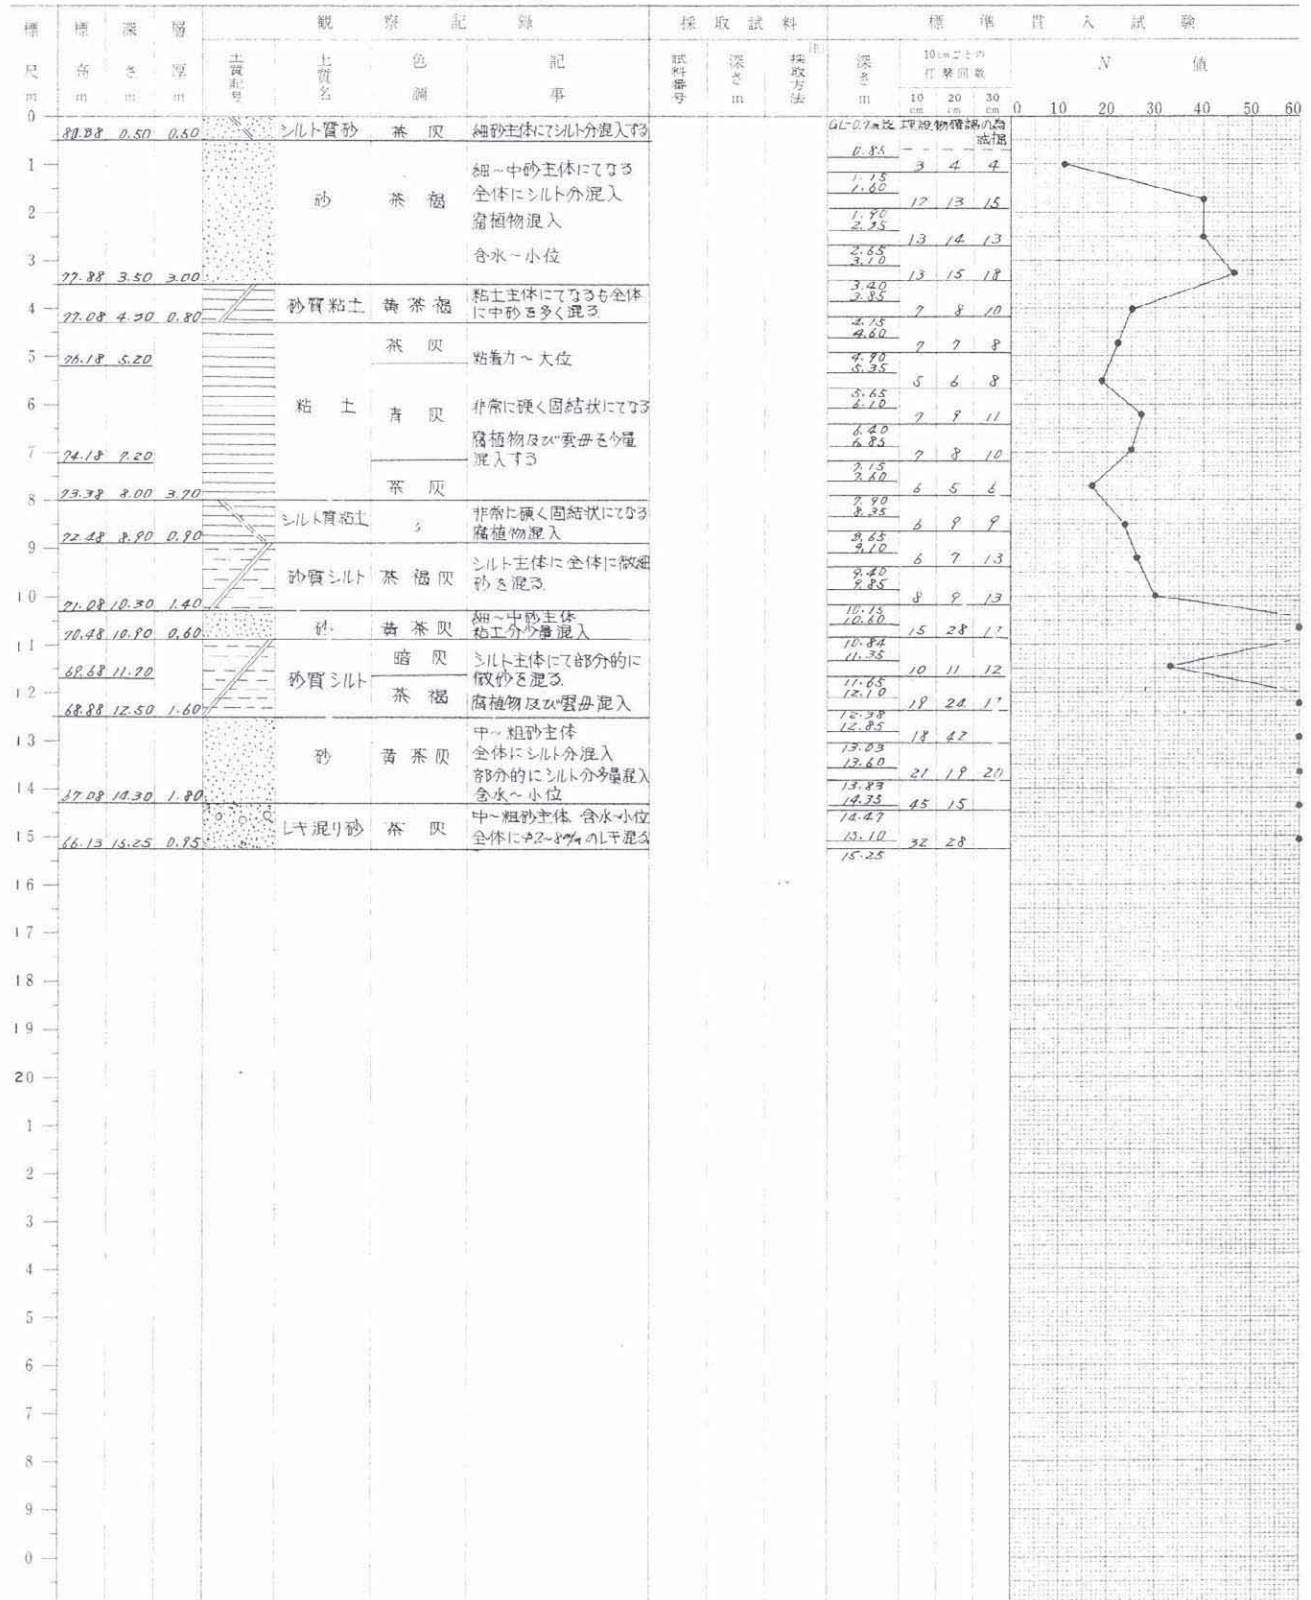 標尺 m
標高 m
深さ m
層厚 m
観察記録
土質記号
土質名
色調
記事
採取試料
試料番号
深さ m
採取方法
標準貫入試験
深さ m
10cmごとの打撃回数
10cm 20cm 30cm
N値
0 10 20 30 40 50 60
GL-0.7m迄 埋設物確認の為
試掘
0
80.88 0.50 0.50 シルト質砂 茶灰 細砂主体にてシルト分混入する
0.85 3 4 4
1
砂 茶褐 細~中砂主体にてなる
全体にシルト分混入
腐植物混入
含水~小位
1.15
1.60 12 13 15
2
1.90
2.35 13 14 13
3
2.65
3.10 13 15 18
77.88 3.50 3.00
3.40
3.85 7 8 10
4
砂質粘土 黄茶褐 粘土主体にてなるも全体
に中砂を多く混る
77.08 4.30 0.80
4.15
4.60 7 7 8
5
76.18 5.20
粘土 茶灰 粘着力~大位
4.90
5.35 5 6 8
6
青灰 非常に硬く固結状にてなる
腐植物及び雲母を少量
混入する
5.65
6.10 7 9 11
7
74.18 7.20
6.40
6.85 7 8 10
茶灰
7.15
7.60 6 5 6
8
73.38 8.00 3.70
7.90
8.35 6 9 9
シルト質粘土 〃 非常に硬く固結状にてなる
腐植物混入
72.48 8.90 0.90
9
8.65
9.10 6 7 13
砂質シルト 茶褐灰 シルト主体に全体に微細
砂を混る
9.40
9.85 8 9 13
10
71.08 10.30 1.40
10.15
10.60 15 28 17
砂 黄茶灰 細~中砂主体
粘土分少量混入
70.48 10.90 0.60
11
10.84
11.35 10 11 12
69.68 11.70
砂質シルト 暗灰 シルト主体にて部分的に
微砂を混る
茶褐 腐植物及び雲母混入
12
11.65
12.10 19 24 17
68.88 12.50 1.60
12.38
12.85 18 42
13
砂 黄茶灰 中~粗砂主体
全体にシルト分混入
部分的にシルト分多量混入
含水~小位
13.03
13.60 21 19 20
14
67.08 14.30 1.80
13.83
14.35 45 15
レキ混り砂 茶灰 中~粗砂主体 含水~小位
全体にφ2~8%のレキ混る
14.47
15
15.10 32 28
66.13 15.25 0.95
15.25
16
17
18
19
20
1
2
3
4
5
6
7
8
9
0